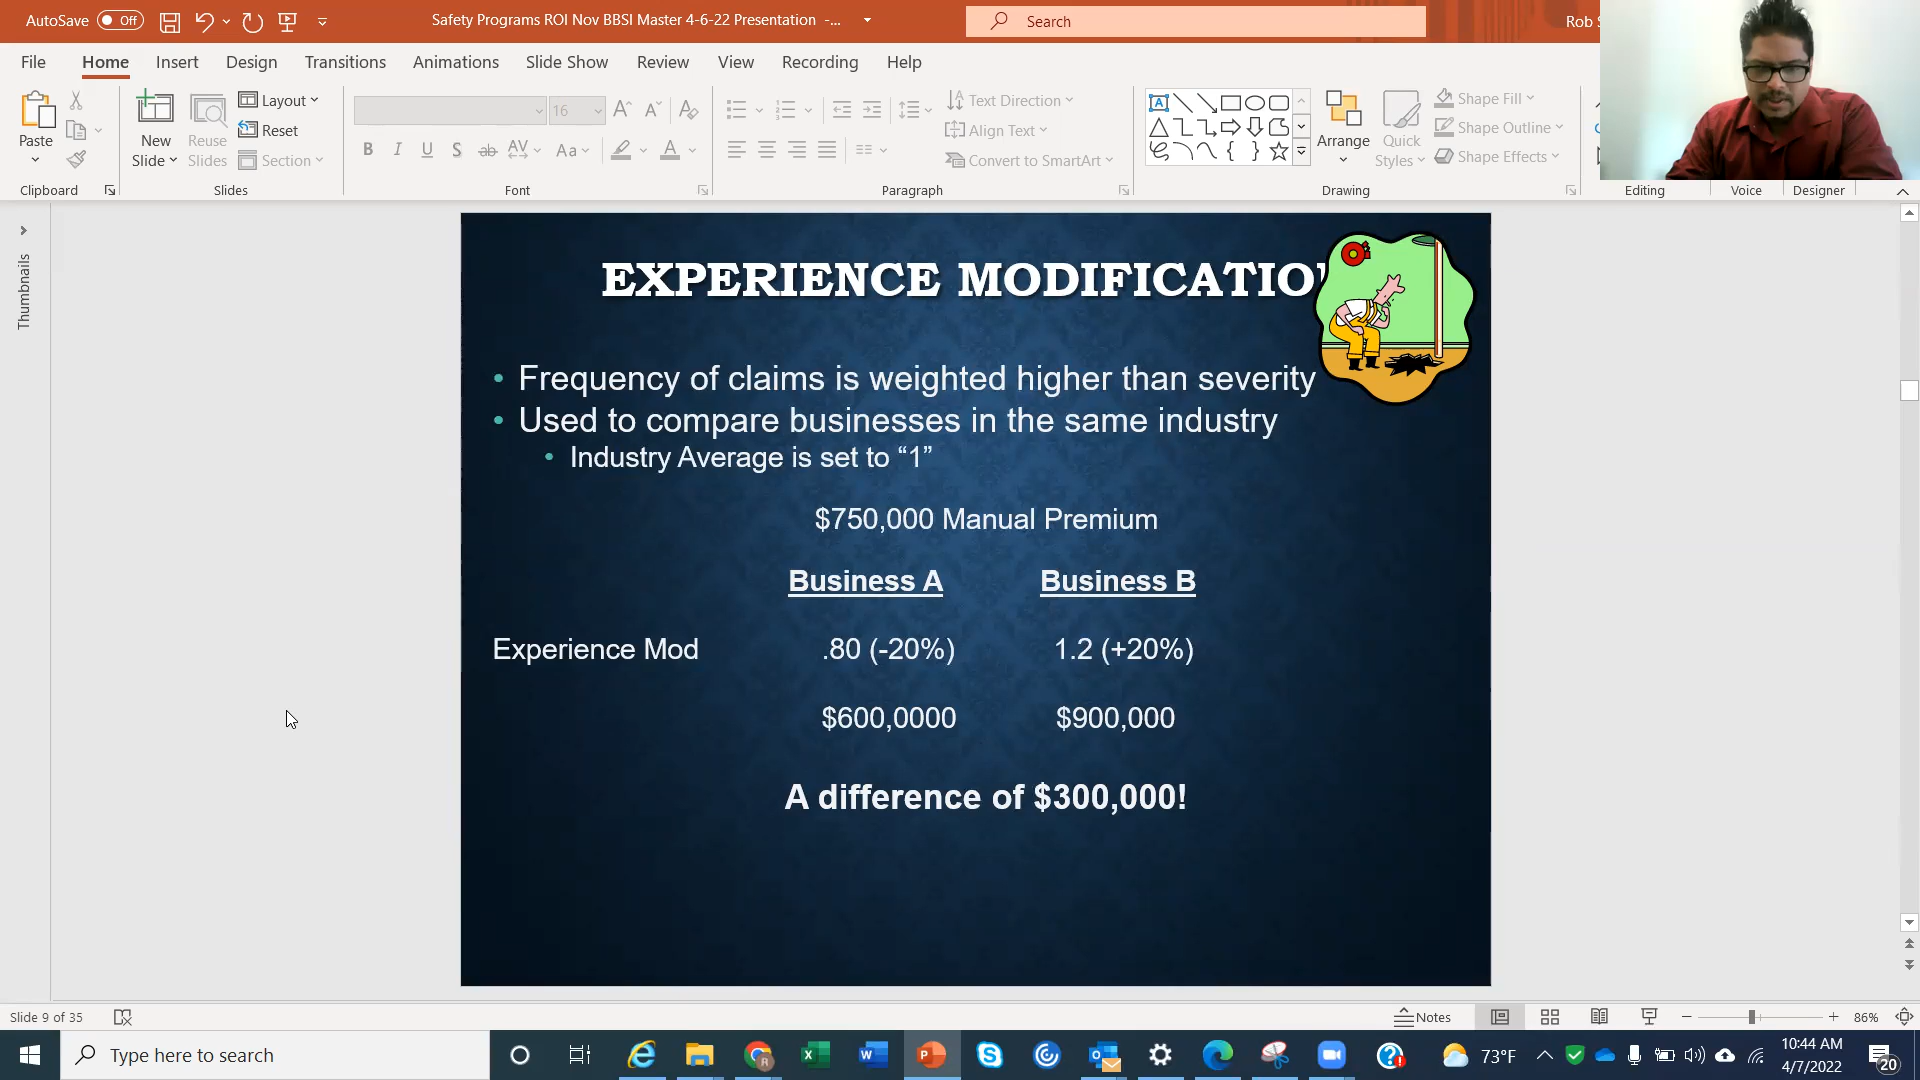 AutoSave Off Safety Programs ROI Nov BBSI Master 4-6-22 Presentation -... Search Rob S
File Home Insert Design Transitions Animations Slide Show Review View Recording Help
Paste
Clipboard
New Slide
Reuse Slides
Layout
Reset
Section
Slides
16
B I U S ab AV Aa A
Font
Text Direction
Align Text
Convert to SmartArt
Paragraph
A
Arrange
Quick Styles
Shape Fill
Shape Outline
Shape Effects
Drawing
Editing
Voice
Designer
Thumbnails
EXPERIENCE MODIFICATIO
• Frequency of claims is weighted higher than severity
• Used to compare businesses in the same industry
• Industry Average is set to “1”
$750,000 Manual Premium
Business A Business B
Experience Mod .80 (-20%) 1.2 (+20%)
$600,0000 $900,000
A difference of $300,000!
Slide 9 of 35 Notes 86%
Type here to search 73°F 10:44 AM
4/7/2022 20